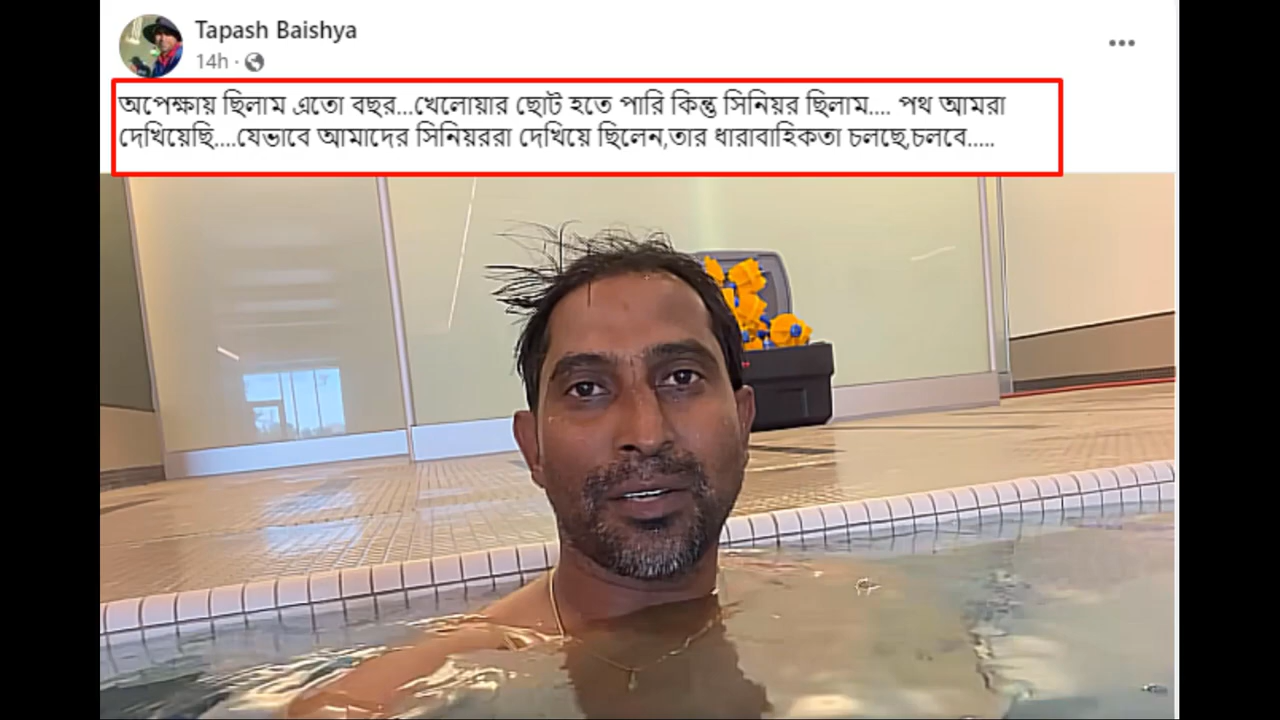 Tapash Baishya
14h ·
অপেক্ষায় ছিলাম এতো বছর...খেলোয়ার ছোট হতে পারি কিন্তু সিনিয়র ছিলাম.... পথ আমরা
দেখিয়েছি....যেভাবে আমাদের সিনিয়ররা দেখিয়ে ছিলেন,তার ধারাবাহিকতা চলছে,চলবে.....